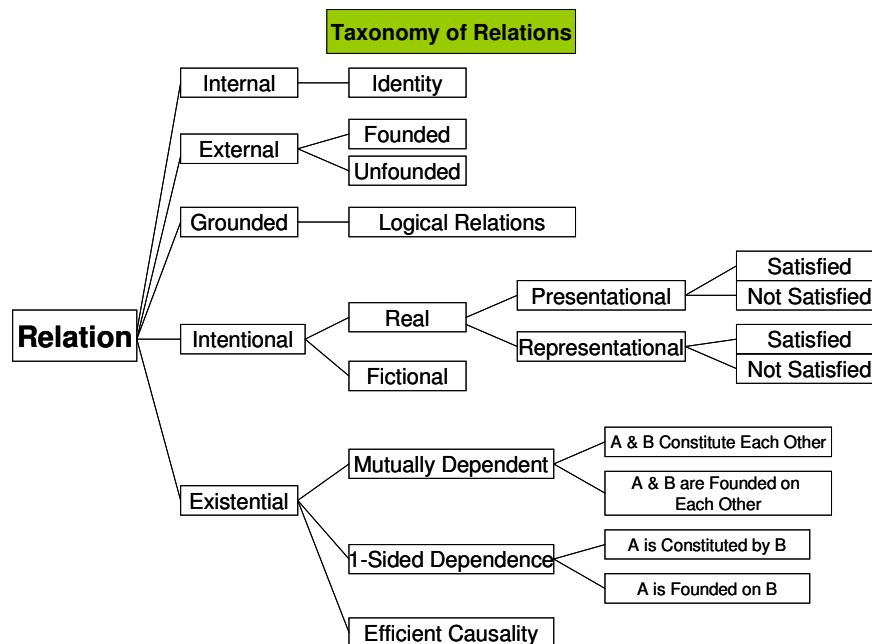 Taxonomy of Relations
Internal
Identity
External
Founded
Unfounded
Grounded
Logical Relations
Relation
Intentional
Real
Presentational
Satisfied
Not Satisfied
Representational
Satisfied
Not Satisfied
Fictional
Existential
Mutually Dependent
A & B Constitute Each Other
A & B are Founded on
Each Other
1-Sided Dependence
A is Constituted by B
A is Founded on B
Efficient Causality